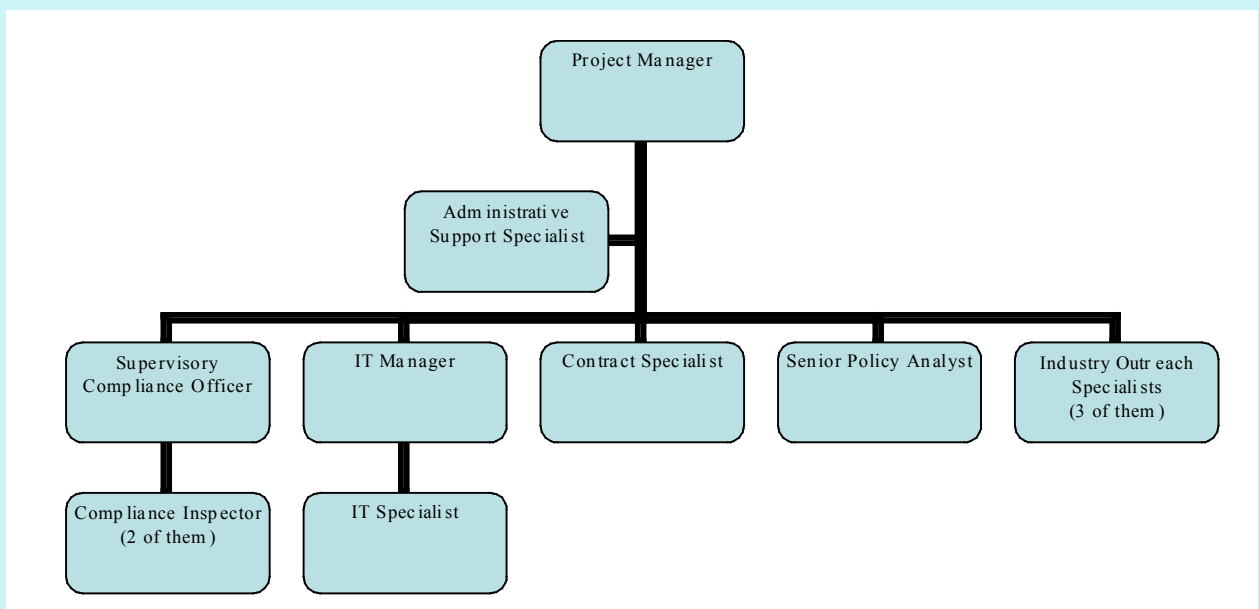 Project Manager
Administrative
Support Specialist
Supervisory
Compliance Officer
IT Manager
Contract Specialist
Senior Policy Analyst
Industry Outreach
Specialists
(3 of them)
Compliance Inspector
(2 of them)
IT Specialist